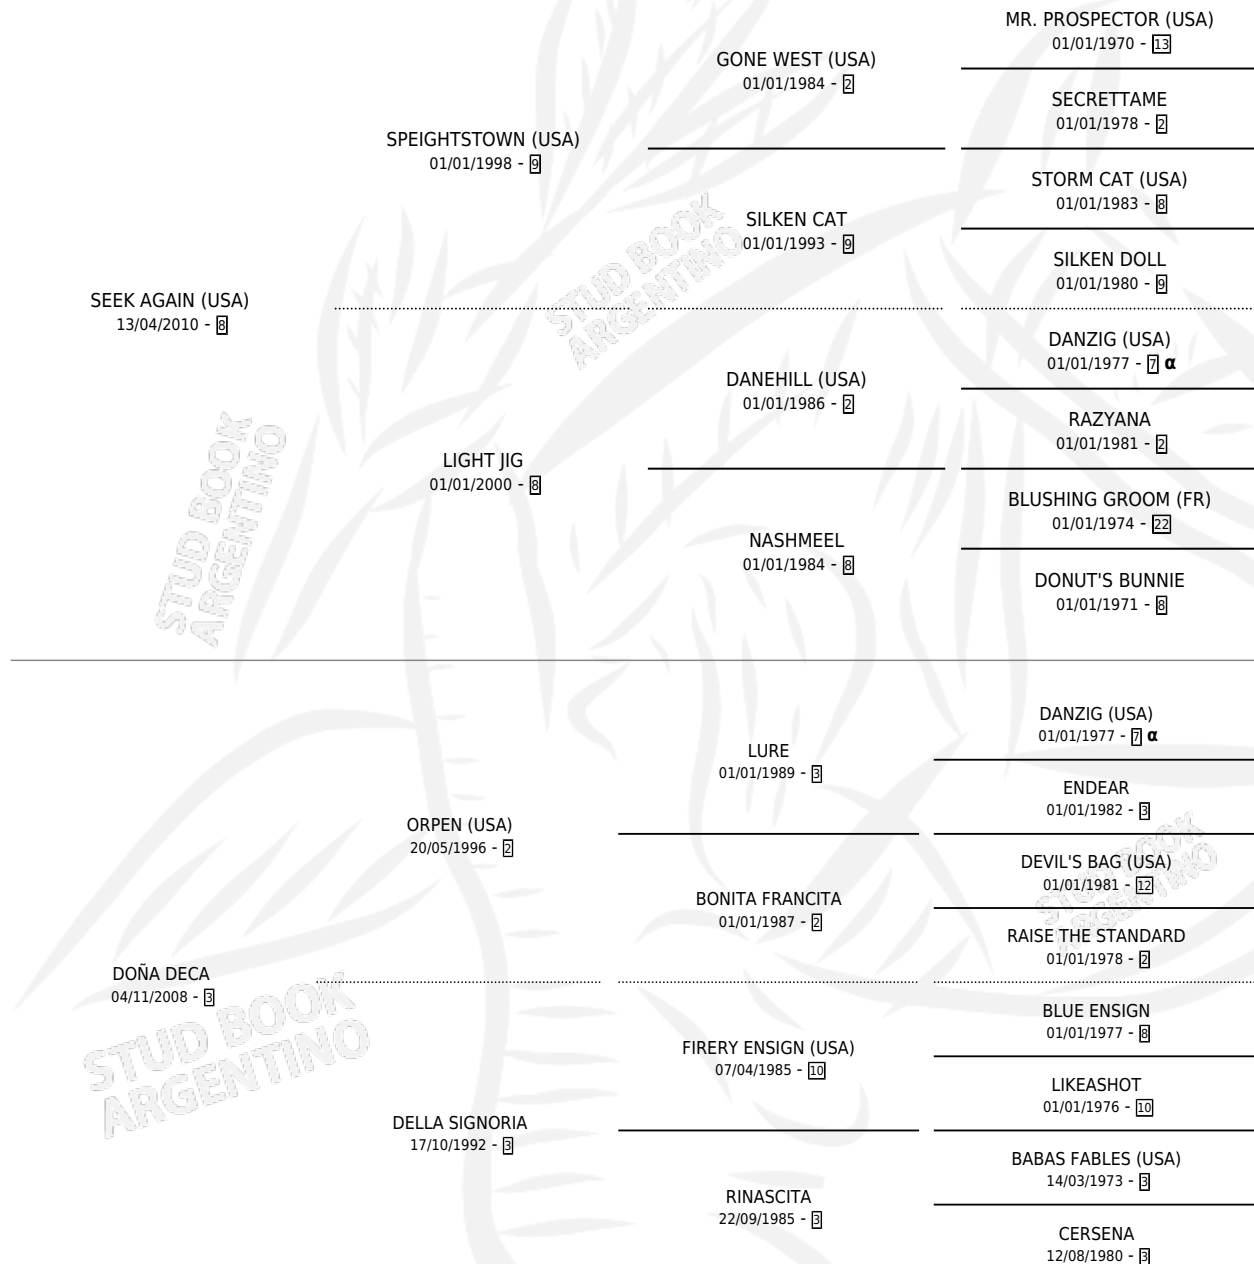 MR. PROSPECTOR (USA)
01/01/1970 - 13
GONE WEST (USA)
01/01/1984 - 2
SECRETTAME
01/01/1978 - 2
SPEIGHTSTOWN (USA)
01/01/1998 - 9
STORM CAT (USA)
01/01/1983 - 8
SILKEN CAT
01/01/1993 - 9
SILKEN DOLL
01/01/1980 - 9
SEEK AGAIN (USA)
13/04/2010 - 8
DANZIG (USA)
01/01/1977 - 7 α
DANEHILL (USA)
01/01/1986 - 2
RAZYANA
01/01/1981 - 2
LIGHT JIG
01/01/2000 - 8
BLUSHING GROOM (FR)
01/01/1974 - 22
NASHMEEL
01/01/1984 - 8
DONUT'S BUNNIE
01/01/1971 - 8
DANZIG (USA)
01/01/1977 - 7 α
LURE
01/01/1989 - 3
ENDEAR
01/01/1982 - 3
ORPEN (USA)
20/05/1996 - 2
DEVIL'S BAG (USA)
01/01/1981 - 12
BONITA FRANCITA
01/01/1987 - 2
RAISE THE STANDARD
01/01/1978 - 2
DOÑA DECA
04/11/2008 - 3
BLUE ENSIGN
01/01/1977 - 8
FIRERY ENSIGN (USA)
07/04/1985 - 10
LIKEASHOT
01/01/1976 - 10
DELLA SIGNORIA
17/10/1992 - 3
BABAS FABLES (USA)
14/03/1973 - 3
RINASCITA
22/09/1985 - 3
CERSENA
12/08/1980 - 3
STUD BOOK
ARGENTINO
STUD BOOK
ARGENTINO
STUD BOOK
ARGENTINO
STUD BOOK
ARGENTINO